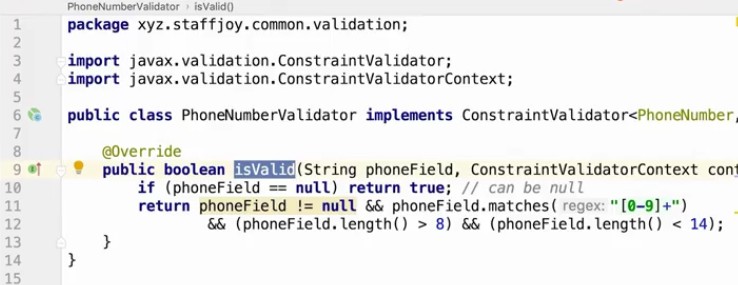 PhoneNumberValidator › isValid()
1 package xyz.staffjoy.common.validation;
2
3 import javax.validation.ConstraintValidator;
4 import javax.validation.ConstraintValidatorContext;
5
6 public class PhoneNumberValidator implements ConstraintValidator<PhoneNumber,
7
8 @Override
9 public boolean isValid(String phoneField, ConstraintValidatorContext cont
10 if (phoneField == null) return true; // can be null
11 return phoneField != null && phoneField.matches( regex: "[0-9]+")
12 && (phoneField.length() > 8) && (phoneField.length() < 14);
13 }
14 }
15